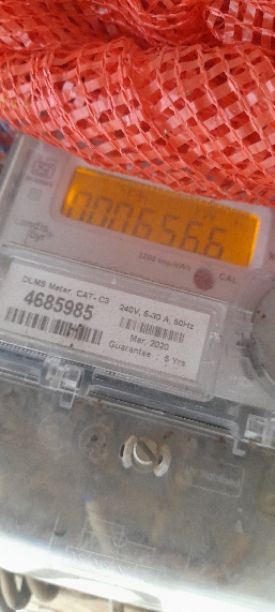 0006566
3200 imp/kWh
CAL
DLMS Meter, CAT- C3
4685985
240V, 5-30 A, 50Hz
Mar, 2020
Guarantee : 5 Yrs